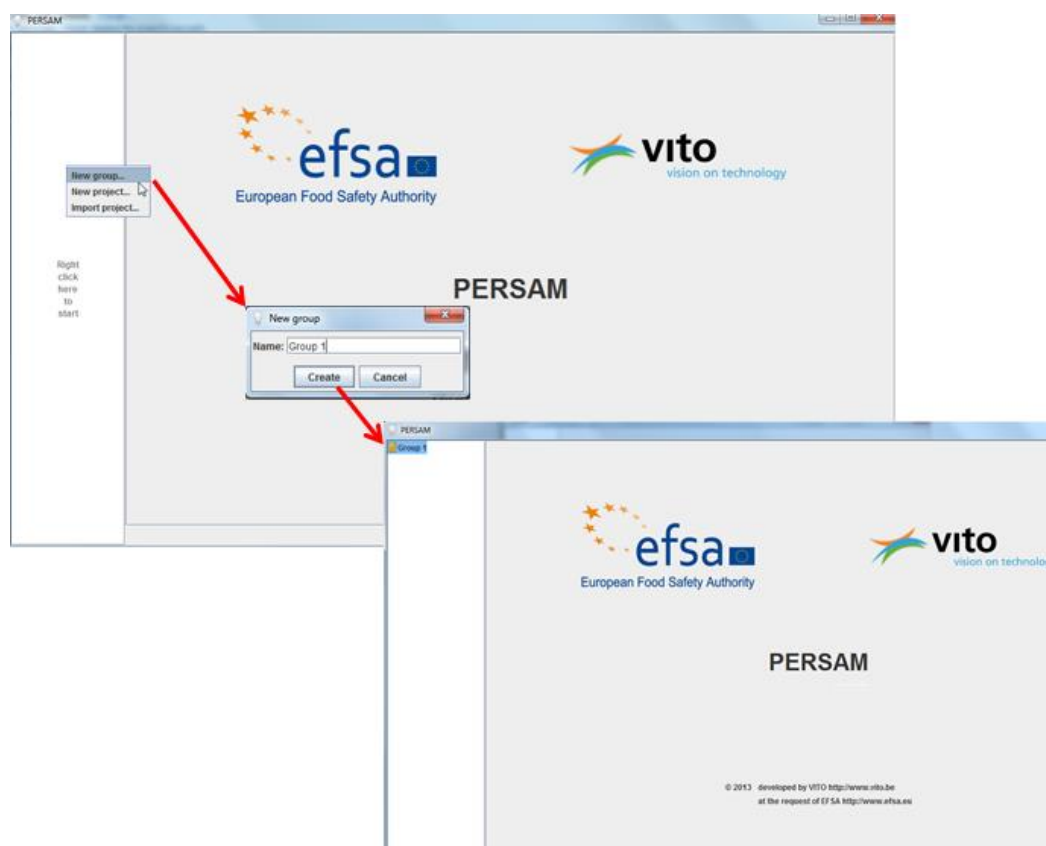 PERSAM
efsa
European Food Safety Authority
vito
vision on technology
New group...
New project...
Import project...
Right
click
here
to
start
PERSAM
New group
Name: Group 1
Create Cancel
PERSAM
Group 1
efsa
European Food Safety Authority
vito
vision on technolo
PERSAM
© 2013 developed by VITO http://www.vito.be
at the request of EFSA http://www.efsa.eu